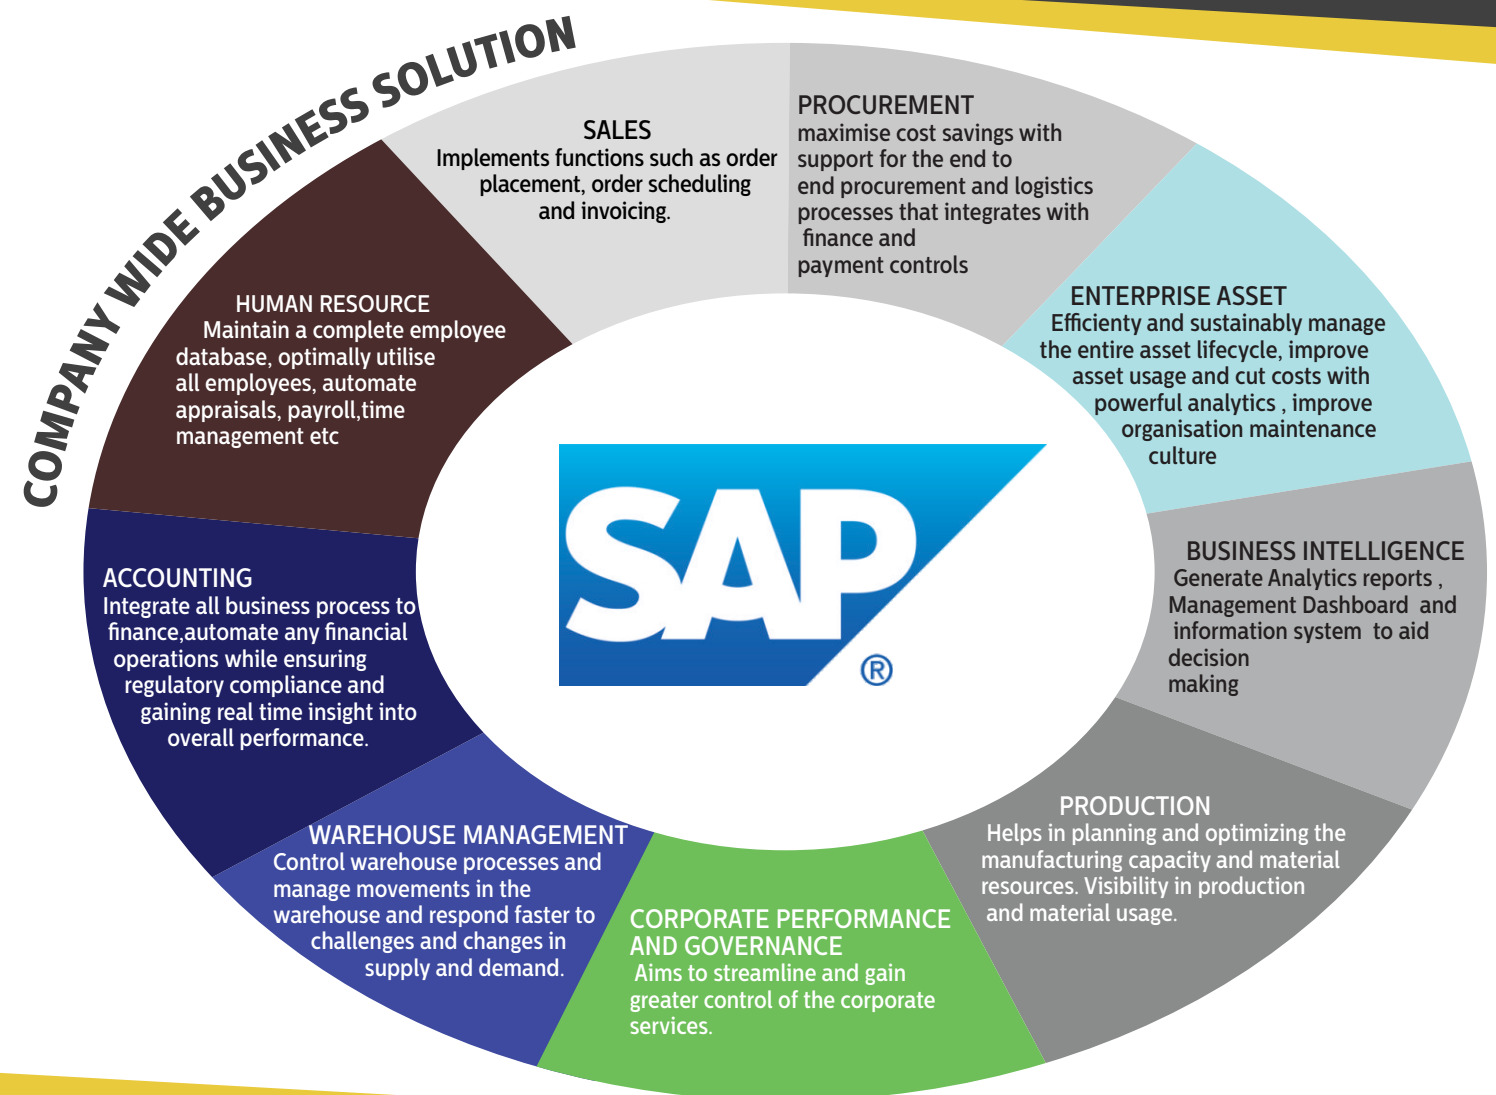 COMPANY WIDE BUSINESS SOLUTION
SALES
Implements functions such as order
placement, order scheduling
and invoicing.
PROCUREMENT
maximise cost savings with
support for the end to
end procurement and logistics
processes that integrates with
finance and
payment controls
ENTERPRISE ASSET
Efficienty and sustainably manage
the entire asset lifecycle, improve
asset usage and cut costs with
powerful analytics , improve
organisation maintenance
culture
BUSINESS INTELLIGENCE
Generate Analytics reports ,
Management Dashboard and
information system to aid
decision
making
PRODUCTION
Helps in planning and optimizing the
manufacturing capacity and material
resources. Visibility in production
and material usage.
CORPORATE PERFORMANCE
AND GOVERNANCE
Aims to streamline and gain
greater control of the corporate
services.
WAREHOUSE MANAGEMENT
Control warehouse processes and
manage movements in the
warehouse and respond faster to
challenges and changes in
supply and demand.
ACCOUNTING
Integrate all business process to
finance,automate any financial
operations while ensuring
regulatory compliance and
gaining real time insight into
overall performance.
HUMAN RESOURCE
Maintain a complete employee
database, optimally utilise
all employees, automate
appraisals, payroll,time
management etc
SAP
®